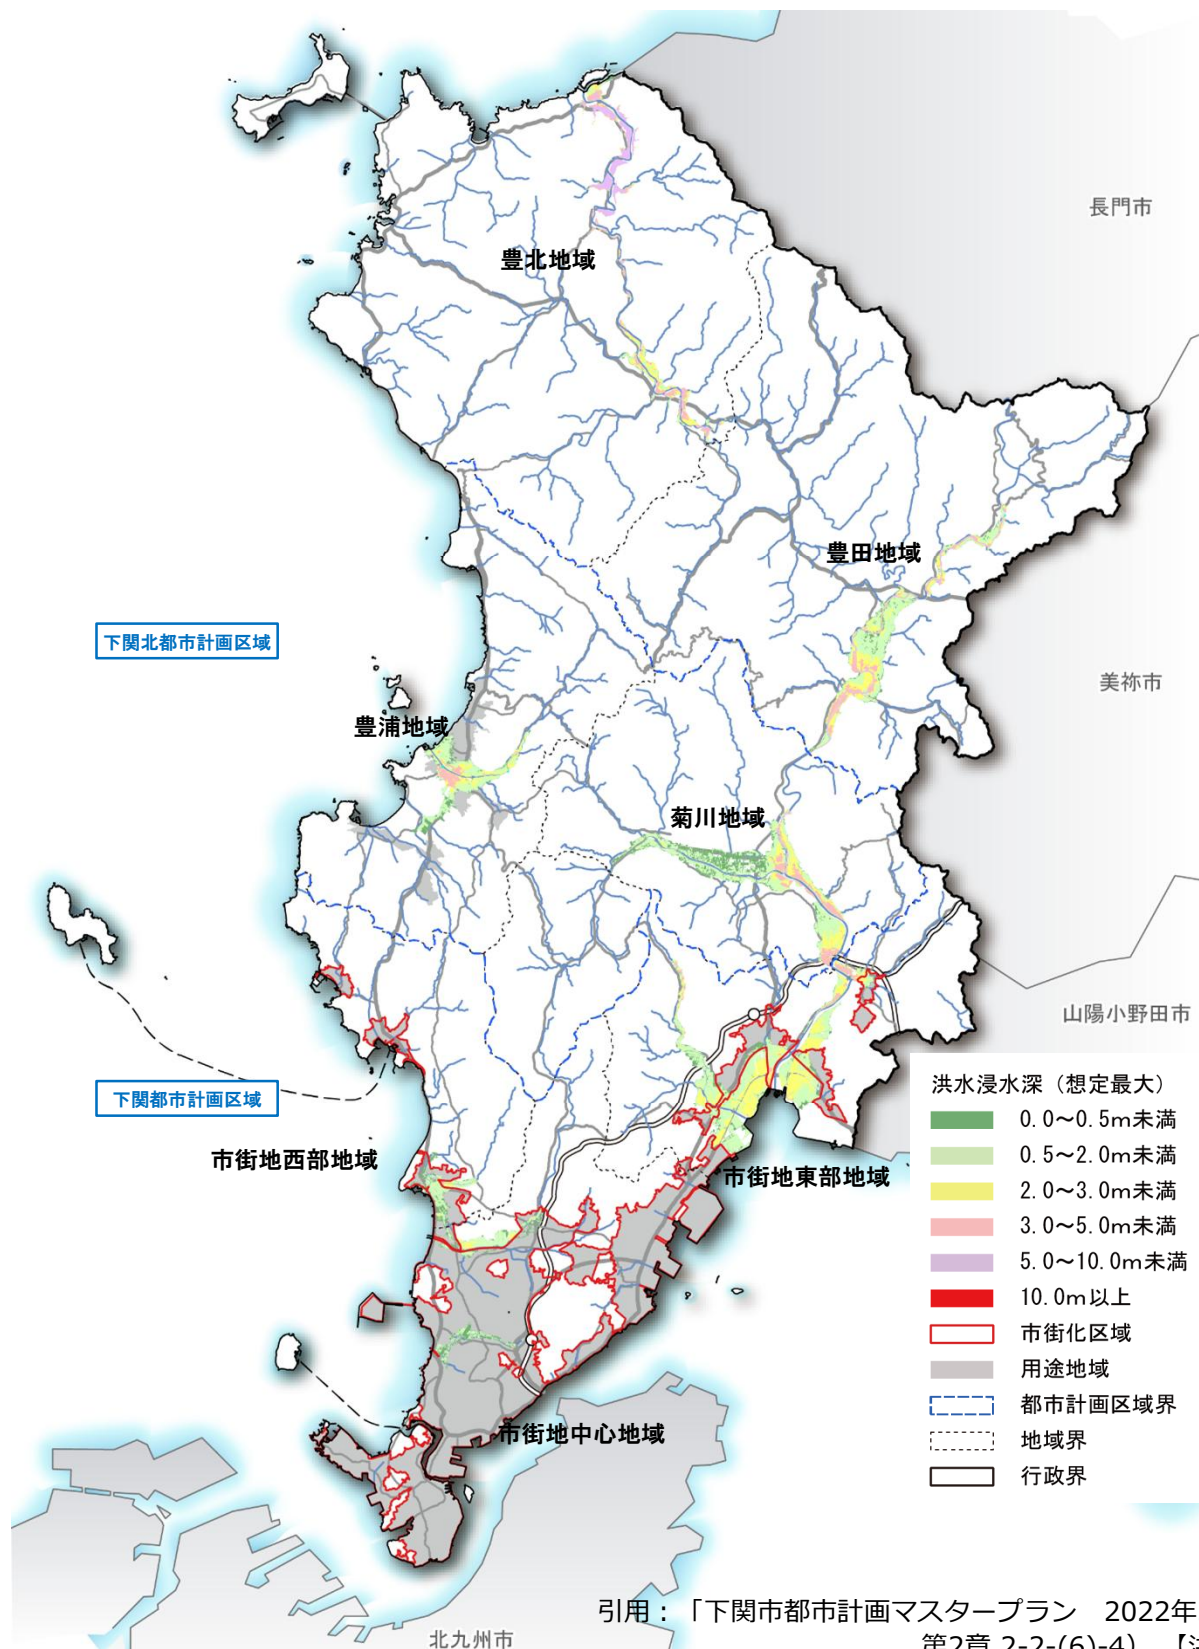 長門市
豊北地域
豊田地域
下関北都市計画区域
美祢市
豊浦地域
菊川地域
山陽小野田市
下関都市計画区域
市街地西部地域
市街地東部地域
市街地中心地域
北九州市
洪水浸水深（想定最大）
0.0～0.5m未満
0.5～2.0m未満
2.0～3.0m未満
3.0～5.0m未満
5.0～10.0m未満
10.0m以上
市街化区域
用途地域
都市計画区域界
地域界
行政界
引用：「下関市都市計画マスタープラン　2022年
第2章 2-2-(6)-4)　【